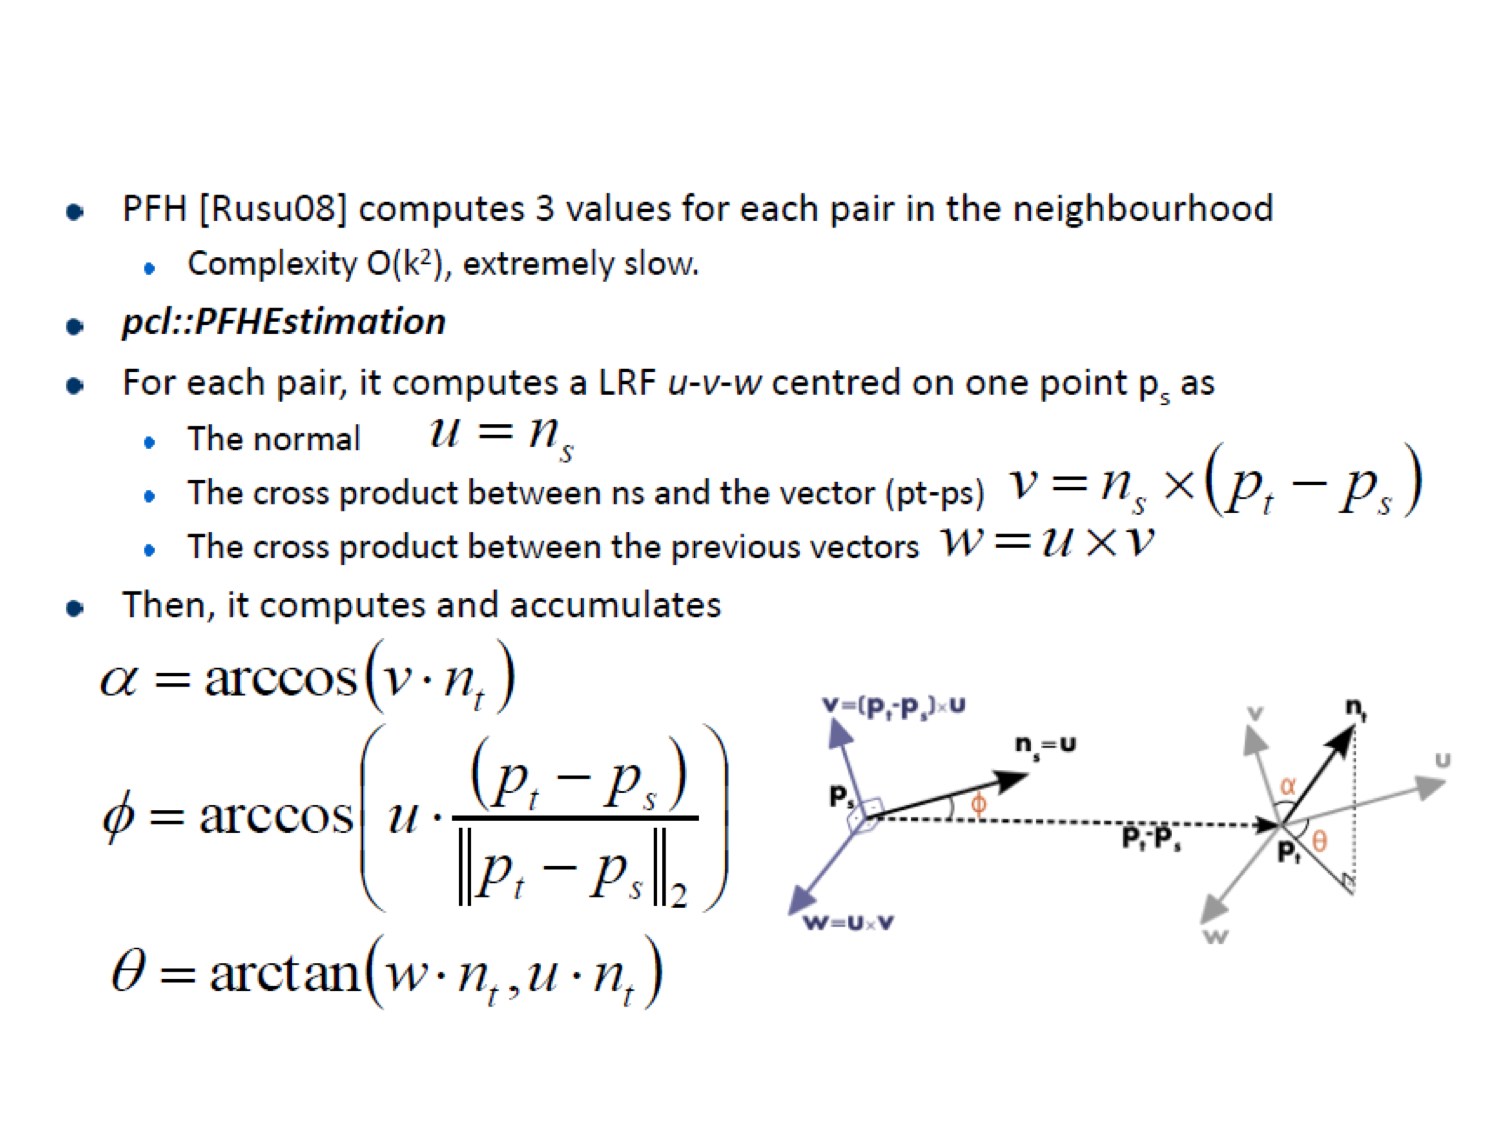 PFH [Rusu08] computes 3 values for each pair in the neighbourhood
Complexity O(k²), extremely slow.
pcl::PFHEstimation
For each pair, it computes a LRF u-v-w centred on one point pₛ as
The normal u = nₛ
The cross product between ns and the vector (pt-ps) v = nₛ × (pₜ − pₛ)
The cross product between the previous vectors w = u × v
Then, it computes and accumulates
α = arccos(v · nₜ)
ϕ = arccos(u · (pₜ − pₛ) / ‖pₜ − pₛ‖₂)
θ = arctan(w · nₜ, u · nₜ)
v=(pₜ-pₛ)×u
nₛ=u
pₛ
ϕ
pₜ-pₛ
w=u×v
v
nₜ
u
α
θ
pₜ
w